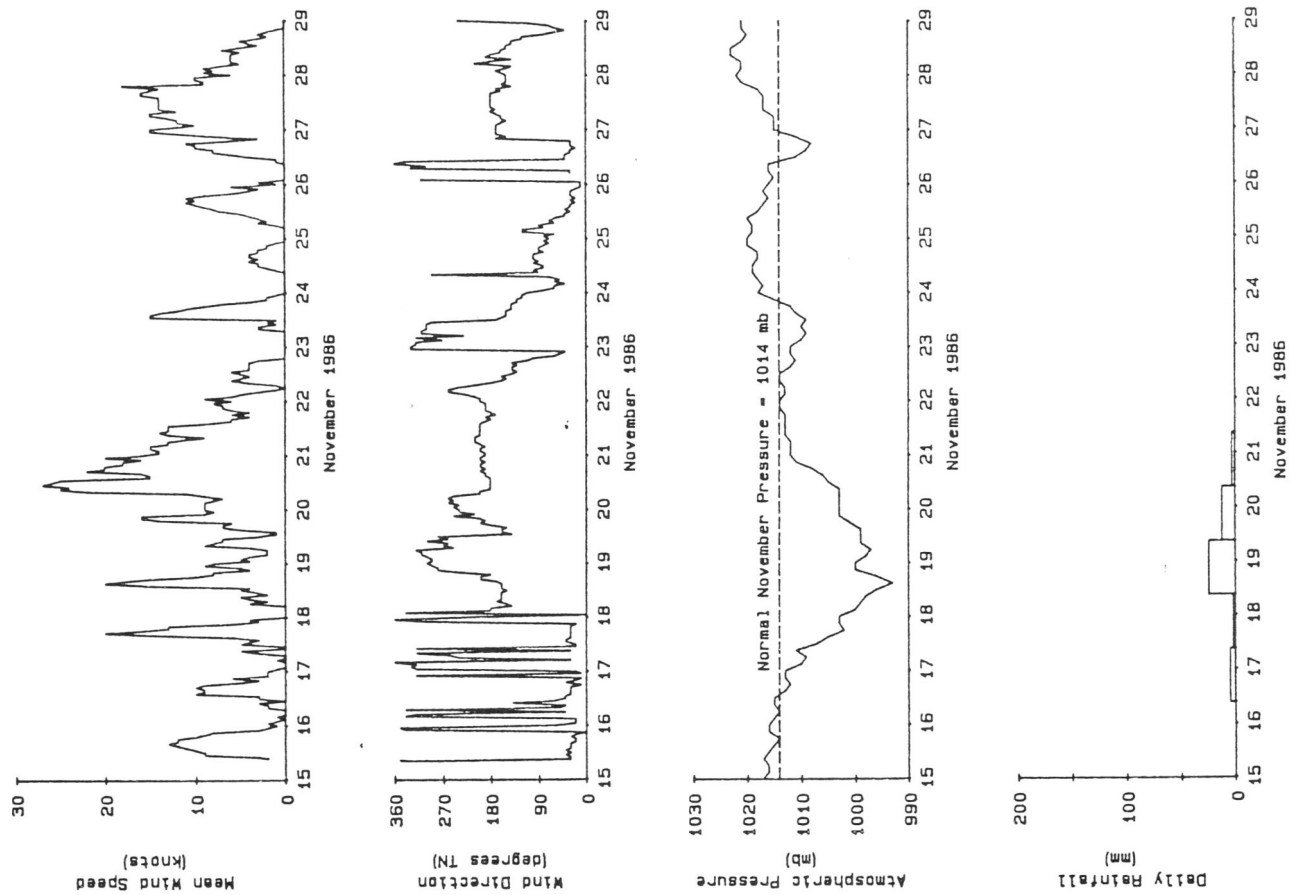 Mean Wind Speed
(knots)
30
20
10
0
15 16 17 18 19 20 21 22 23 24 25 26 27 28 29
November 1986
Wind Direction
(degrees TN)
360
270
180
90
0
15 16 17 18 19 20 21 22 23 24 25 26 27 28 29
November 1986
Atmospheric Pressure
(mb)
1030
1020
1010
1000
990
Normal November Pressure = 1014 mb
15 16 17 18 19 20 21 22 23 24 25 26 27 28 29
November 1986
Daily Rainfall
(mm)
200
100
0
15 16 17 18 19 20 21 22 23 24 25 26 27 28 29
November 1986